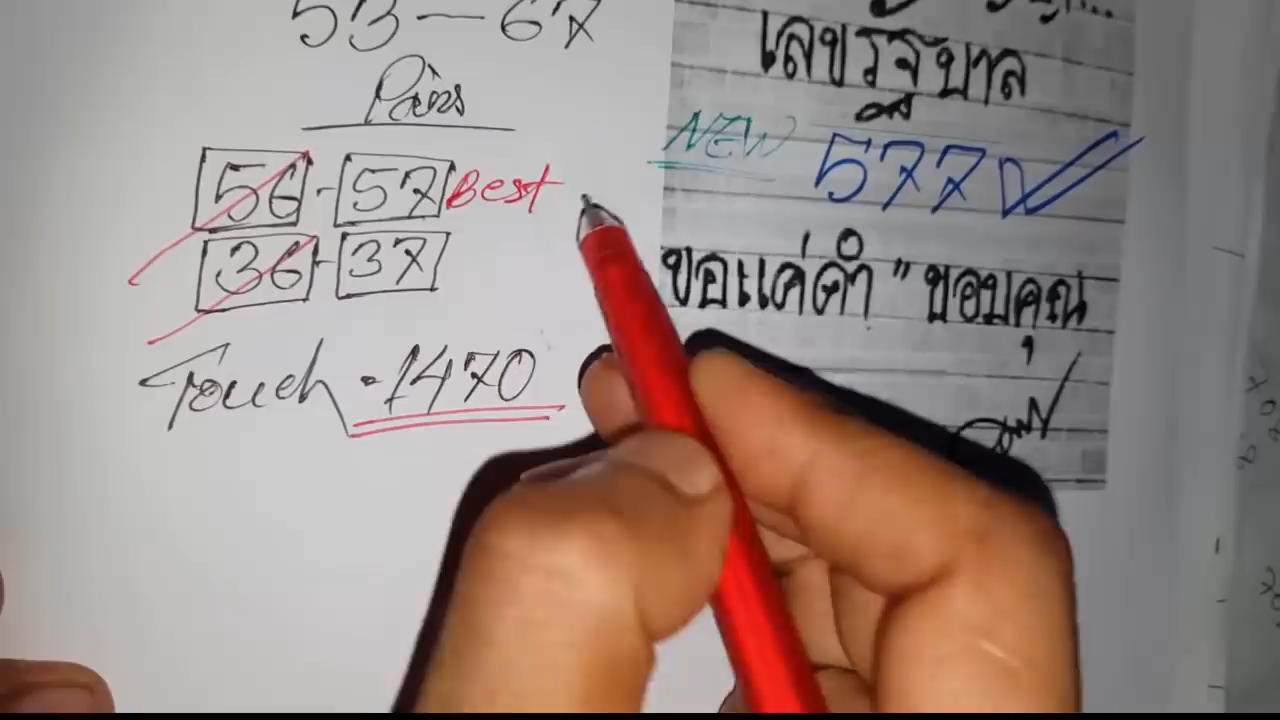 53-67
Pairs
56-57 Best
36-37
Touch-1470
เลขรัฐบาล
NEW 577
ขอแค่ดำ " ขอบคุณ